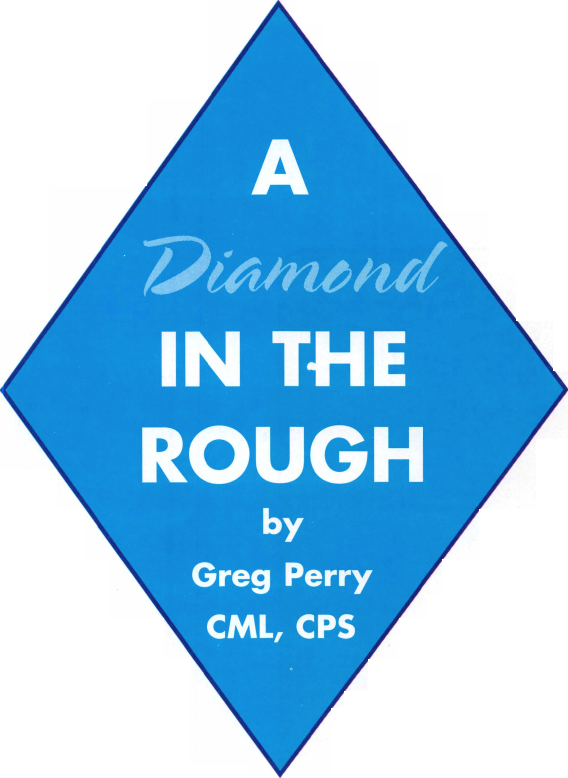 A
Diamond
IN THE
ROUGH
by
Greg Perry
CML, CPS